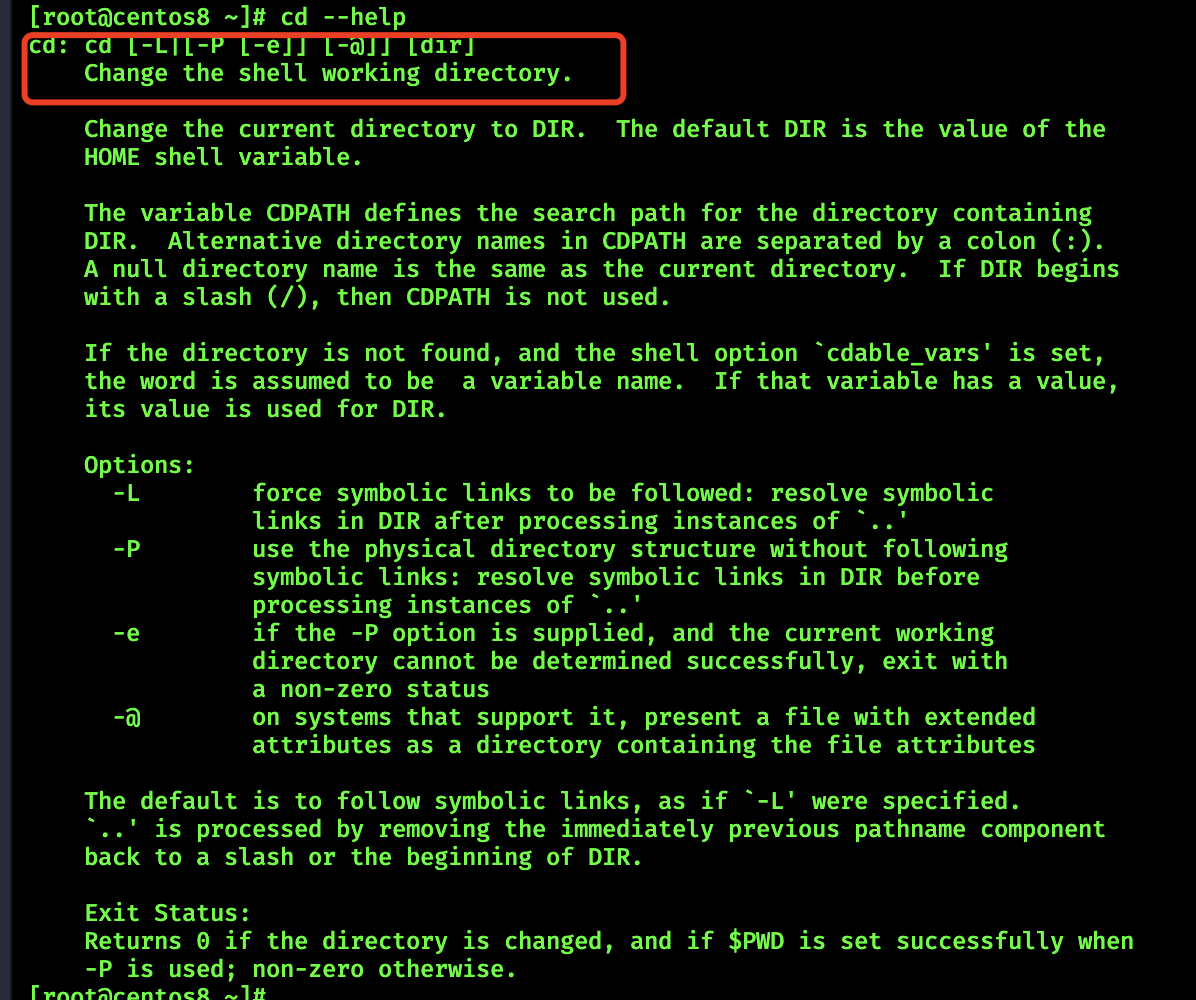 [root@centos8 ~]# cd --help
cd: cd [-L|[-P [-e]] [-@]] [dir]
    Change the shell working directory.

    Change the current directory to DIR.  The default DIR is the value of the
    HOME shell variable.

    The variable CDPATH defines the search path for the directory containing
    DIR.  Alternative directory names in CDPATH are separated by a colon (:).
    A null directory name is the same as the current directory.  If DIR begins
    with a slash (/), then CDPATH is not used.

    If the directory is not found, and the shell option `cdable_vars' is set,
    the word is assumed to be  a variable name.  If that variable has a value,
    its value is used for DIR.

    Options:
      -L        force symbolic links to be followed: resolve symbolic
                links in DIR after processing instances of `..'
      -P        use the physical directory structure without following
                symbolic links: resolve symbolic links in DIR before
                processing instances of `..'
      -e        if the -P option is supplied, and the current working
                directory cannot be determined successfully, exit with
                a non-zero status
      -@        on systems that support it, present a file with extended
                attributes as a directory containing the file attributes

    The default is to follow symbolic links, as if `-L' were specified.
    `..' is processed by removing the immediately previous pathname component
    back to a slash or the beginning of DIR.

    Exit Status:
    Returns 0 if the directory is changed, and if $PWD is set successfully when
    -P is used; non-zero otherwise.
[root@centos8 ~]#